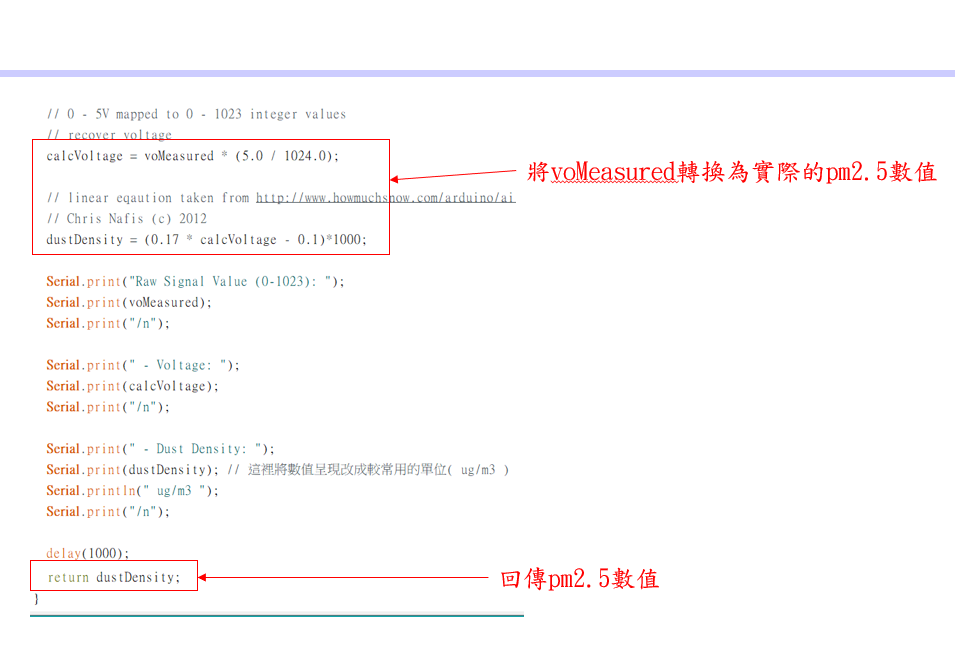 // 0 - 5V mapped to 0 - 1023 integer values
// recover voltage
calcVoltage = voMeasured * (5.0 / 1024.0);
將voMeasured轉換為實際的pm2.5數值
// linear eqaution taken from http://www.howmuchsnow.com/arduino/ai
// Chris Nafis (c) 2012
dustDensity = (0.17 * calcVoltage - 0.1)*1000;
Serial.print("Raw Signal Value (0-1023): ");
Serial.print(voMeasured);
Serial.print("/n");
Serial.print(" - Voltage: ");
Serial.print(calcVoltage);
Serial.print("/n");
Serial.print(" - Dust Density: ");
Serial.print(dustDensity); // 這裡將數值呈現改成較常用的單位( ug/m3 )
Serial.println(" ug/m3 ");
Serial.print("/n");
delay(1000);
return dustDensity;
回傳pm2.5數值
}